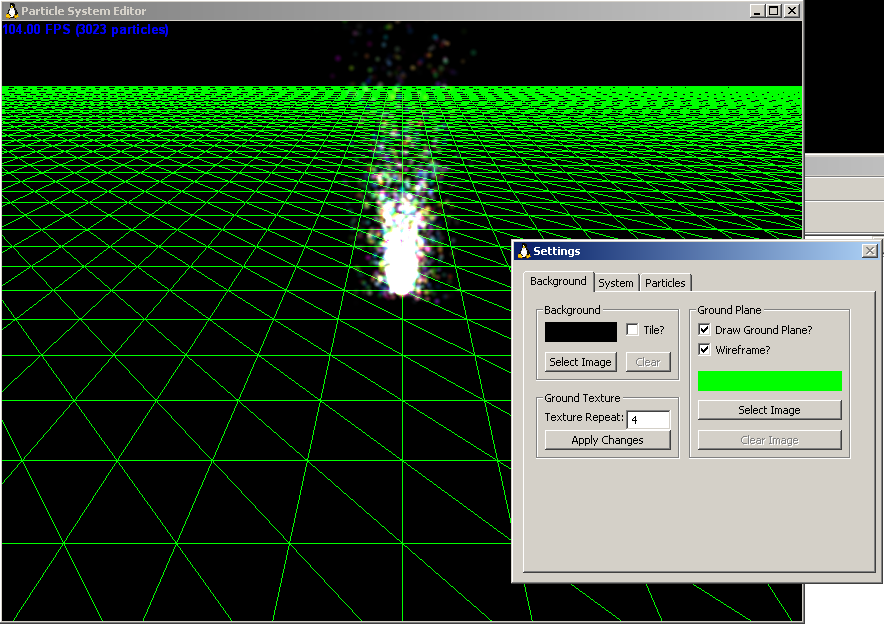 Particle System Editor
104.00 FPS (3023 particles)
Settings
Background System Particles
Background
Tile?
Select Image Clear
Ground Texture
Texture Repeat: 4
Apply Changes
Ground Plane
Draw Ground Plane?
Wireframe?
Select Image
Clear Image